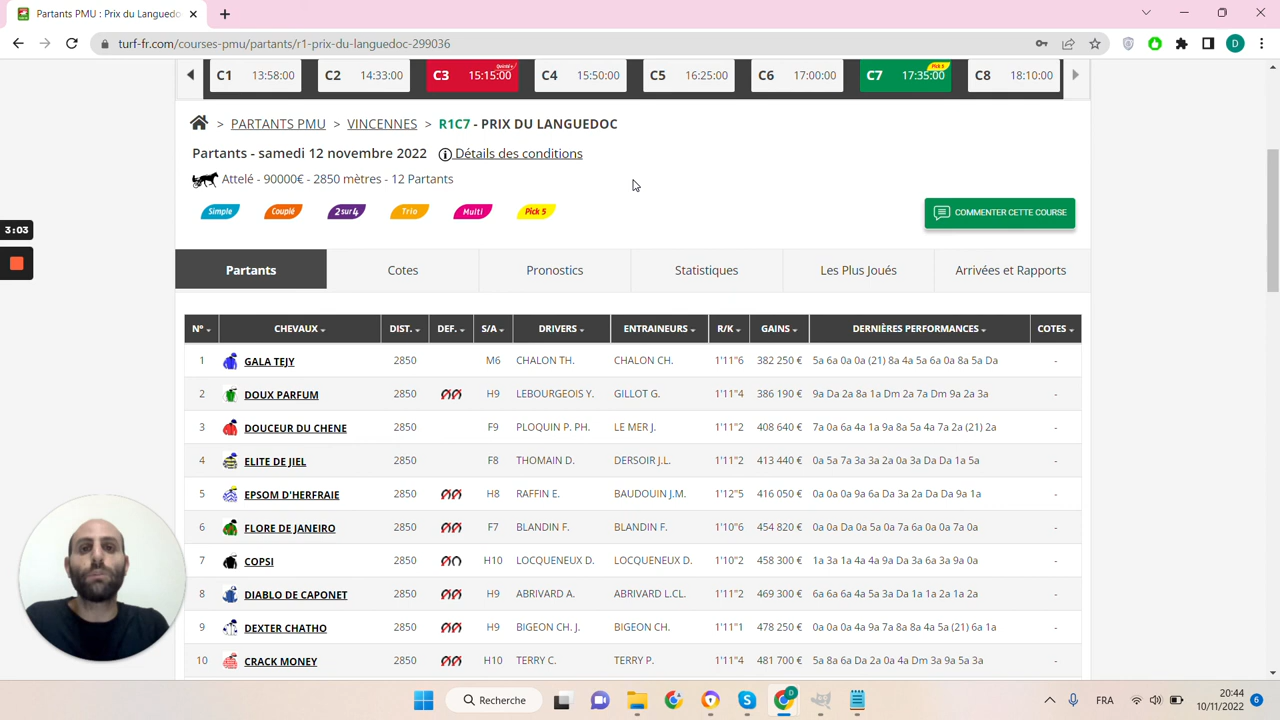 Partants PMU : Prix du Languedo
turf-fr.com/courses-pmu/partants/r1-prix-du-languedoc-299036
D
C1 13:58:00 C2 14:33:00 C3 15:15:00 Quinté+ C4 15:50:00 C5 16:25:00 C6 17:00:00 C7 17:35:00 Pick 5 C8 18:10:00
> PARTANTS PMU > VINCENNES > R1C7 - PRIX DU LANGUEDOC
Partants - samedi 12 novembre 2022 Détails des conditions
Attelé - 90000€ - 2850 mètres - 12 Partants
Simple Couplé 2sur4 Trio Multi Pick 5
COMMENTER CETTE COURSE
3:03
Partants Cotes Pronostics Statistiques Les Plus Joués Arrivées et Rapports
N° CHEVAUX DIST. DEF. S/A DRIVERS ENTRAINEURS R/K GAINS DERNIÈRES PERFORMANCES COTES
1 GALA TEJY 2850 M6 CHALON TH. CHALON CH. 1'11"6 382 250 € 5a 6a 0a 0a (21) 8a 4a 5a 6a 0a 8a 5a Da -
2 DOUX PARFUM 2850 H9 LEBOURGEOIS Y. GILLOT G. 1'11"4 386 190 € 9a Da 2a 8a 1a Dm 2a 7a Dm 9a 2a 3a -
3 DOUCEUR DU CHENE 2850 F9 PLOQUIN P. PH. LE MER J. 1'11"2 408 640 € 7a 0a 6a 4a 1a 9a 8a 5a 4a 7a 2a (21) 2a -
4 ELITE DE JIEL 2850 F8 THOMAIN D. DERSOIR J.L. 1'11"2 413 440 € 0a 5a 7a 3a 3a 2a 0a 3a Da Da 1a 5a -
5 EPSOM D'HERFRAIE 2850 H8 RAFFIN E. BAUDOUIN J.M. 1'12"5 416 050 € 0a 0a 0a 9a 6a Da 3a 2a Da Da 9a 1a -
6 FLORE DE JANEIRO 2850 F7 BLANDIN F. BLANDIN F. 1'10"6 454 820 € 0a 0a Da 0a 5a 0a 7a 6a 0a 0a 7a 0a -
7 COPSI 2850 H10 LOCQUENEUX D. LOCQUENEUX D. 1'10"2 458 300 € 1a 3a 1a 4a 4a 9a Da 3a 6a 3a 9a 0a -
8 DIABLO DE CAPONET 2850 H9 ABRIVARD A. ABRIVARD L.CL. 1'11"2 469 300 € 6a 6a 6a 4a 5a 3a Da 1a 1a 2a 1a 2a -
9 DEXTER CHATHO 2850 H9 BIGEON CH. J. BIGEON CH. 1'11"1 478 250 € 0a 0a 0a 4a 9a 7a 8a 8a 4a 5a (21) 6a 1a -
10 CRACK MONEY 2850 H10 TERRY C. TERRY P. 1'11"4 481 700 € 5a 8a 6a Da 2a 0a 4a Dm 3a 9a 5a 3a -
Recherche
FRA
20:44
10/11/2022
6